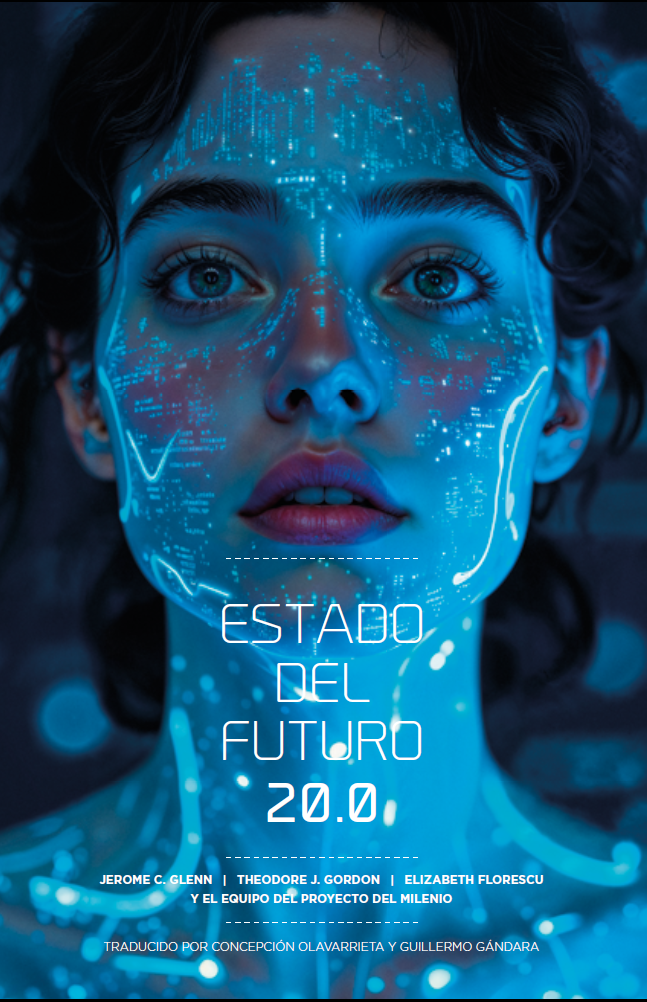 ESTADO
DEL
FUTURO
20.0
JEROME C. GLENN | THEODORE J. GORDON | ELIZABETH FLORESCU
Y EL EQUIPO DEL PROYECTO DEL MILENIO
TRADUCIDO POR CONCEPCIÓN OLAVARRIETA Y GUILLERMO GÁNDARA